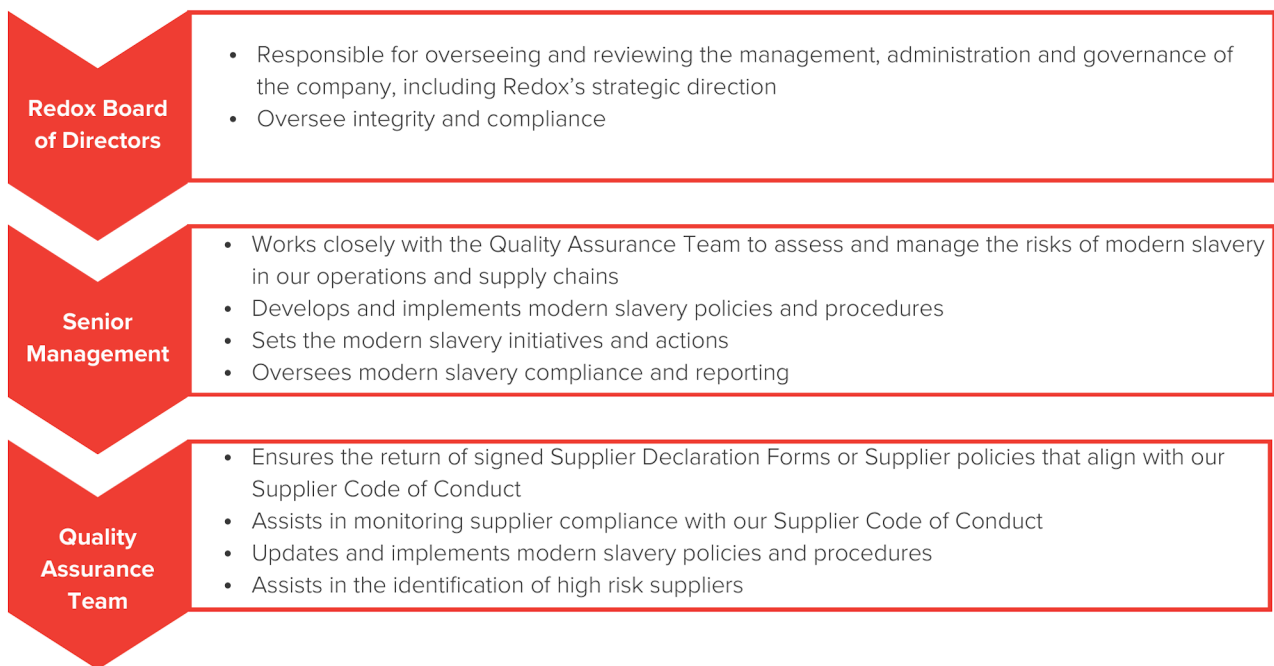 Redox Board
of Directors
• Responsible for overseeing and reviewing the management, administration and governance of
the company, including Redox’s strategic direction
• Oversee integrity and compliance
Senior
Management
• Works closely with the Quality Assurance Team to assess and manage the risks of modern slavery
in our operations and supply chains
• Develops and implements modern slavery policies and procedures
• Sets the modern slavery initiatives and actions
• Oversees modern slavery compliance and reporting
Quality
Assurance
Team
• Ensures the return of signed Supplier Declaration Forms or Supplier policies that align with our
Supplier Code of Conduct
• Assists in monitoring supplier compliance with our Supplier Code of Conduct
• Updates and implements modern slavery policies and procedures
• Assists in the identification of high risk suppliers